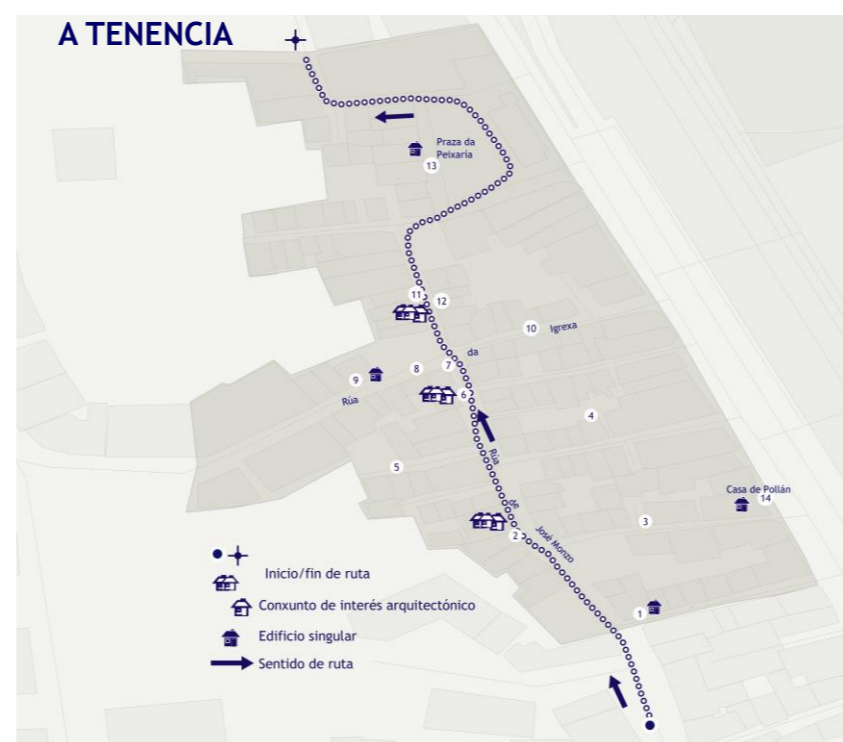 A TENENCIA
Praza da
Peixaría
13
11
12
10
Igrexa
da
7
8
9
6
Rúa
4
Rúa
5
de
Casa de Pollán
14
3
2
José Monzo
1
Inicio/fin de ruta
Conxunto de interés arquitectónico
Edificio singular
Sentido de ruta